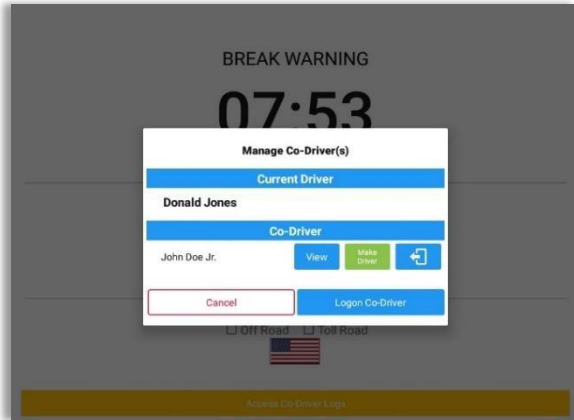 BREAK WARNING
07:53
Manage Co-Driver(s)
Current Driver
Donald Jones
Co-Driver
John Doe Jr.
View
Make
Driver
Cancel
Logon Co-Driver
Off Road
Toll Road
Access Co-Driver Logs